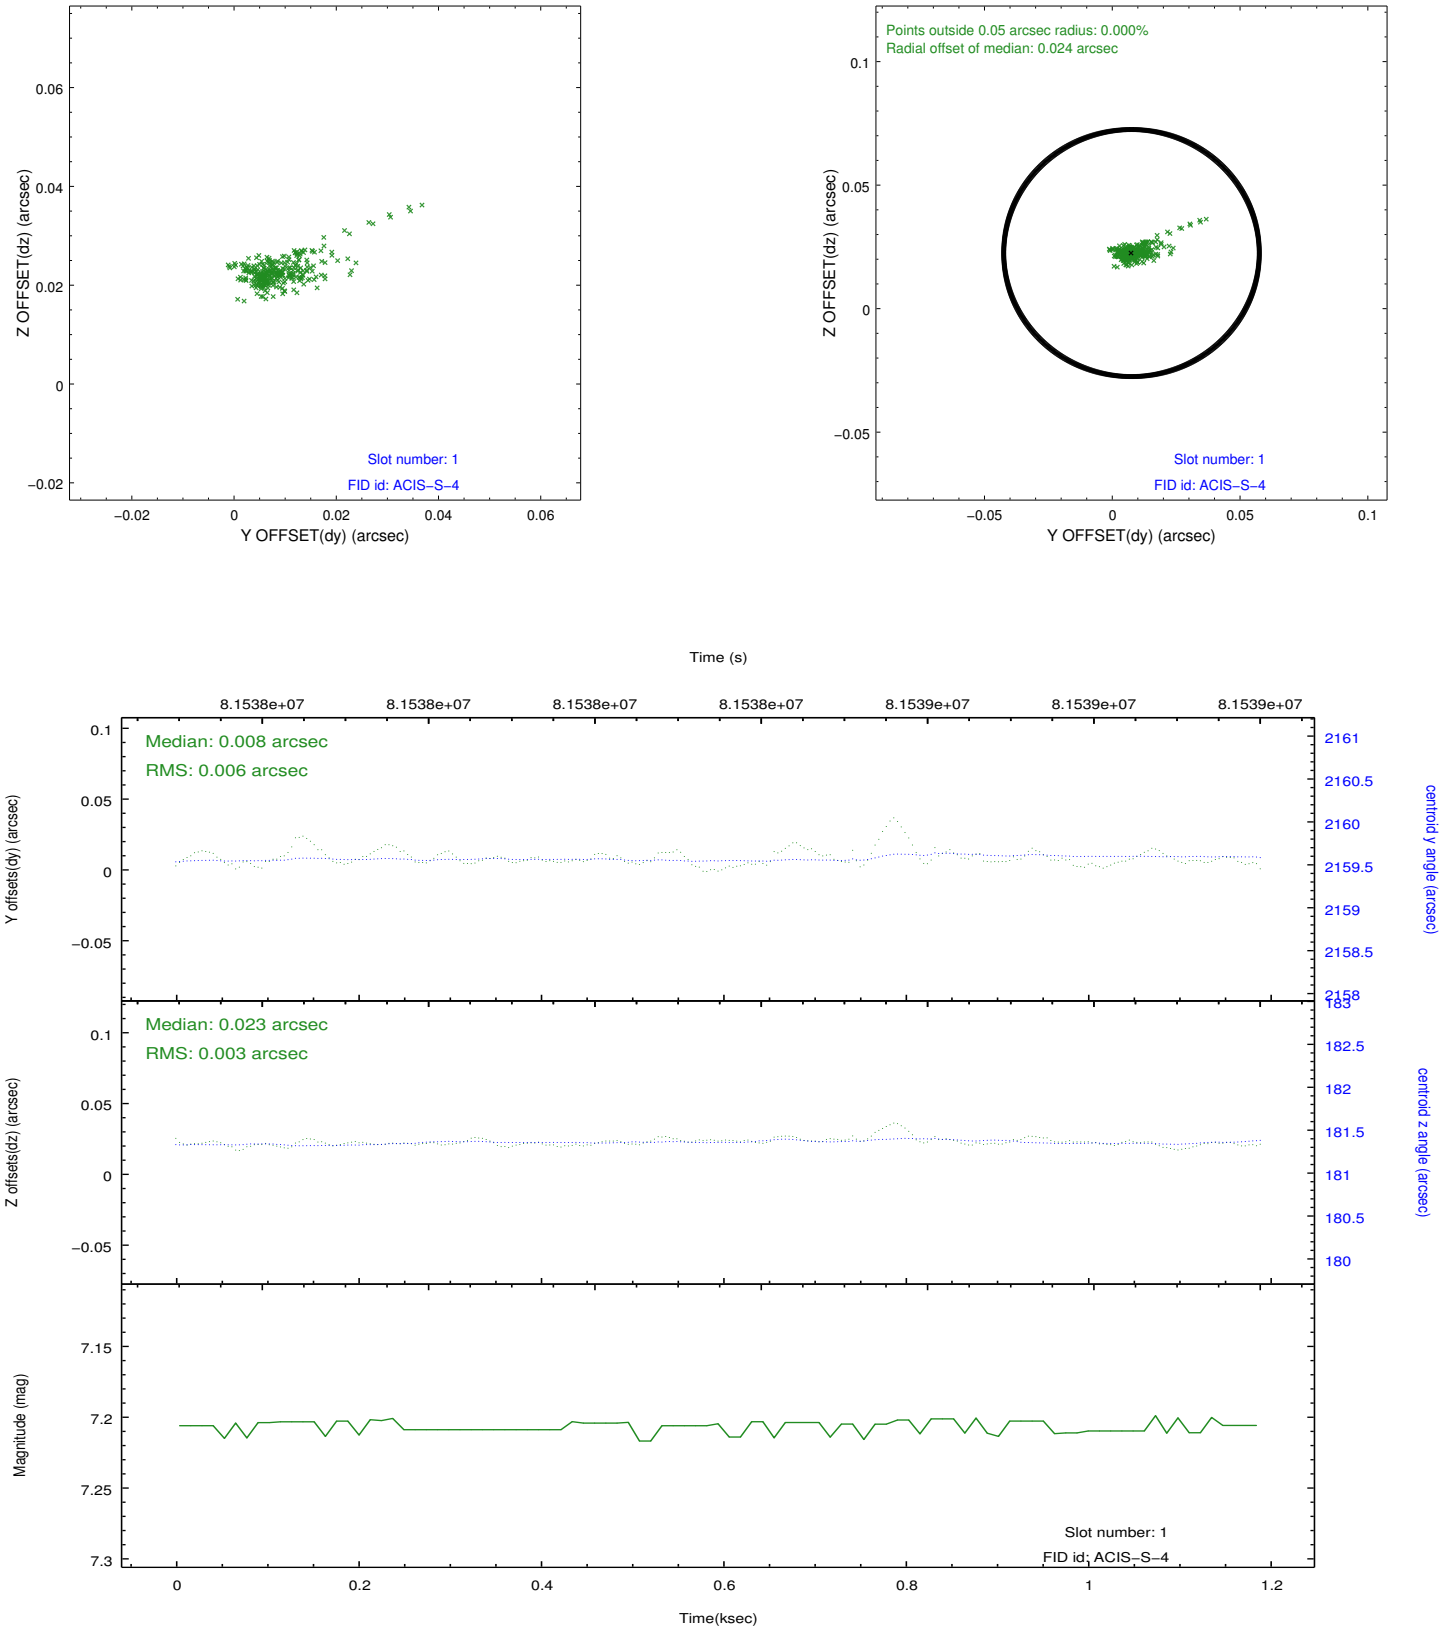 0.06
0.04
0.02
0
−0.02
Z OFFSET(dz) (arcsec)
Slot number: 1
FID id: ACIS−S−4
−0.02 0 0.02 0.04 0.06
Y OFFSET(dy) (arcsec)
Points outside 0.05 arcsec radius: 0.000%
Radial offset of median: 0.024 arcsec
0.1
0.05
0
−0.05
Z OFFSET(dz) (arcsec)
Slot number: 1
FID id: ACIS−S−4
−0.05 0 0.05 0.1
Y OFFSET(dy) (arcsec)
Time (s)
8.1538e+07 8.1538e+07 8.1538e+07 8.1538e+07 8.1539e+07 8.1539e+07 8.1539e+07
Median: 0.008 arcsec
RMS: 0.006 arcsec
0.1
0.05
0
−0.05
Y offsets(dy) (arcsec)
2161
2160.5
2160
2159.5
2159
2158.5
2158
centroid y angle (arcsec)
Median: 0.023 arcsec
RMS: 0.003 arcsec
0.1
0.05
0
−0.05
Z offsets(dz) (arcsec)
183
182.5
182
181.5
181
180.5
180
centroid z angle (arcsec)
7.15
7.2
7.25
7.3
Magnitude (mag)
Slot number: 1
FID id: ACIS−S−4
0 0.2 0.4 0.6 0.8 1 1.2
Time(ksec)